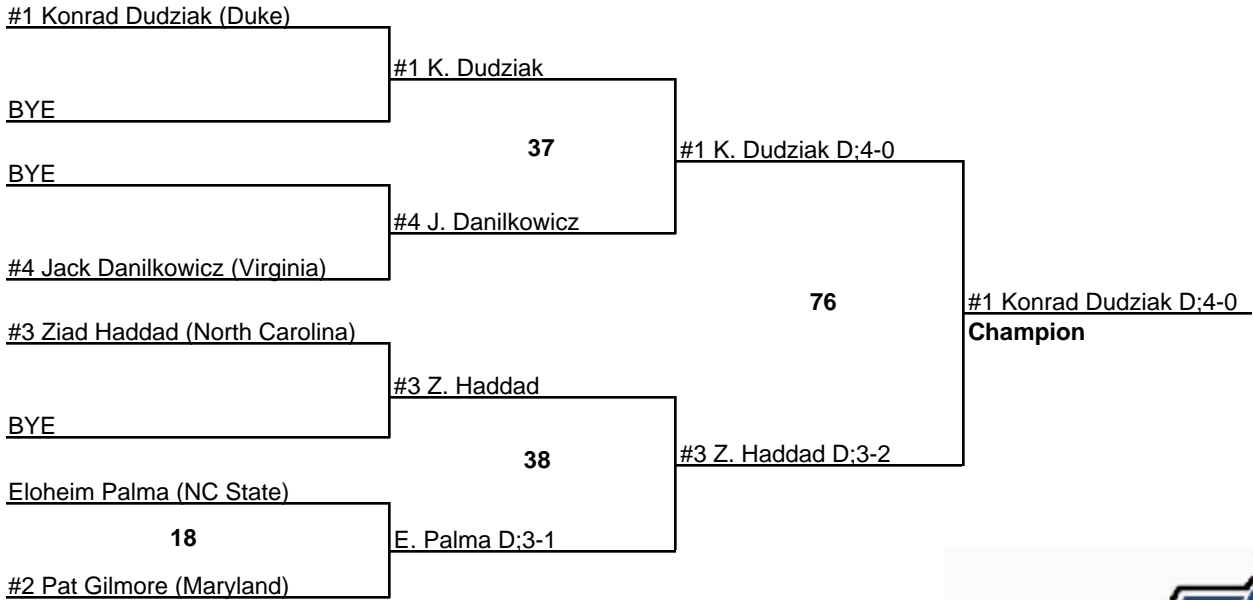 #1 Konrad Dudziak (Duke)
#1 K. Dudziak
BYE
37
#1 K. Dudziak D;4-0
BYE
#4 J. Danilkowicz
#4 Jack Danilkowicz (Virginia)
76
#1 Konrad Dudziak D;4-0
Champion
#3 Ziad Haddad (North Carolina)
#3 Z. Haddad
BYE
38
#3 Z. Haddad D;3-2
Eloheim Palma (NC State)
18
E. Palma D;3-1
#2 Pat Gilmore (Maryland)